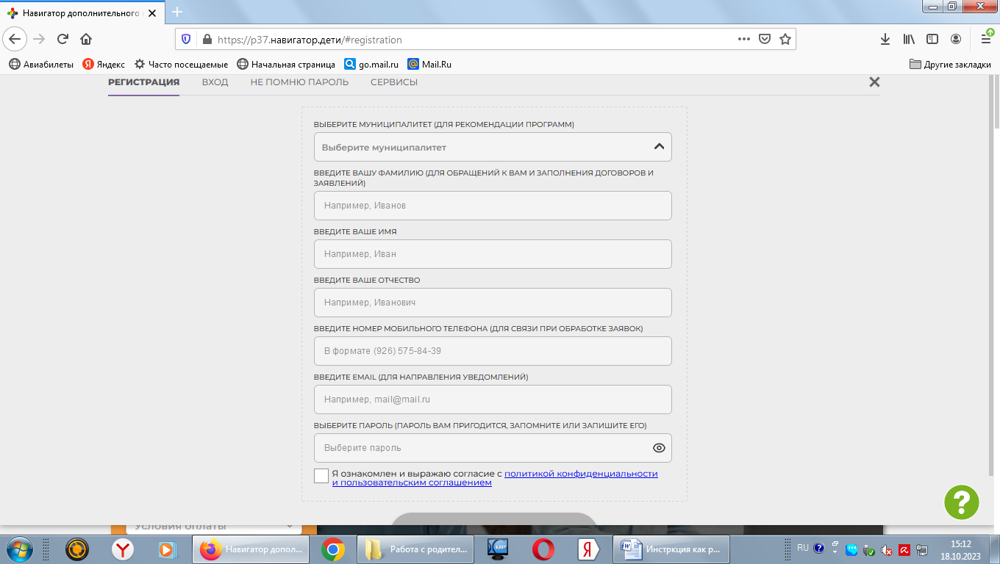 Навигатор дополнительного
https://р37.навигатор.дети/#registration
Авиабилеты Яндекс Часто посещаемые Начальная страница go.mail.ru Mail.Ru Другие закладки
РЕГИСТРАЦИЯ ВХОД НЕ ПОМНЮ ПАРОЛЬ СЕРВИСЫ
ВЫБЕРИТЕ МУНИЦИПАЛИТЕТ (ДЛЯ РЕКОМЕНДАЦИИ ПРОГРАММ)
Выберите муниципалитет
ВВЕДИТЕ ВАШУ ФАМИЛИЮ (ДЛЯ ОБРАЩЕНИЙ К ВАМ И ЗАПОЛНЕНИЯ ДОГОВОРОВ И
ЗАЯВЛЕНИЙ)
Например, Иванов
ВВЕДИТЕ ВАШЕ ИМЯ
Например, Иван
ВВЕДИТЕ ВАШЕ ОТЧЕСТВО
Например, Иванович
ВВЕДИТЕ НОМЕР МОБИЛЬНОГО ТЕЛЕФОНА (ДЛЯ СВЯЗИ ПРИ ОБРАБОТКЕ ЗАЯВОК)
В формате (926) 575-84-39
ВВЕДИТЕ EMAIL (ДЛЯ НАПРАВЛЕНИЯ УВЕДОМЛЕНИЙ)
Например, mail@mail.ru
ВЫБЕРИТЕ ПАРОЛЬ (ПАРОЛЬ ВАМ ПРИГОДИТСЯ, ЗАПОМНИТЕ ИЛИ ЗАПИШИТЕ ЕГО)
Выберите пароль
Я ознакомлен и выражаю согласие с политикой конфиденциальности
и пользовательским соглашением
?
Условия оплаты
Навигатор допол... Работа с родител... КМР Я Инстркция как р... RU
15:12
18.10.2023